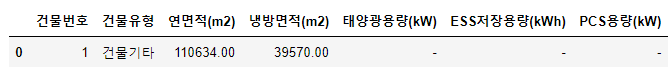 건물번호 건물유형 연면적(m2) 냉방면적(m2) 태양광용량(kW) ESS저장용량(kWh) PCS용량(kW)
0 1 건물기타 110634.00 39570.00 - - -